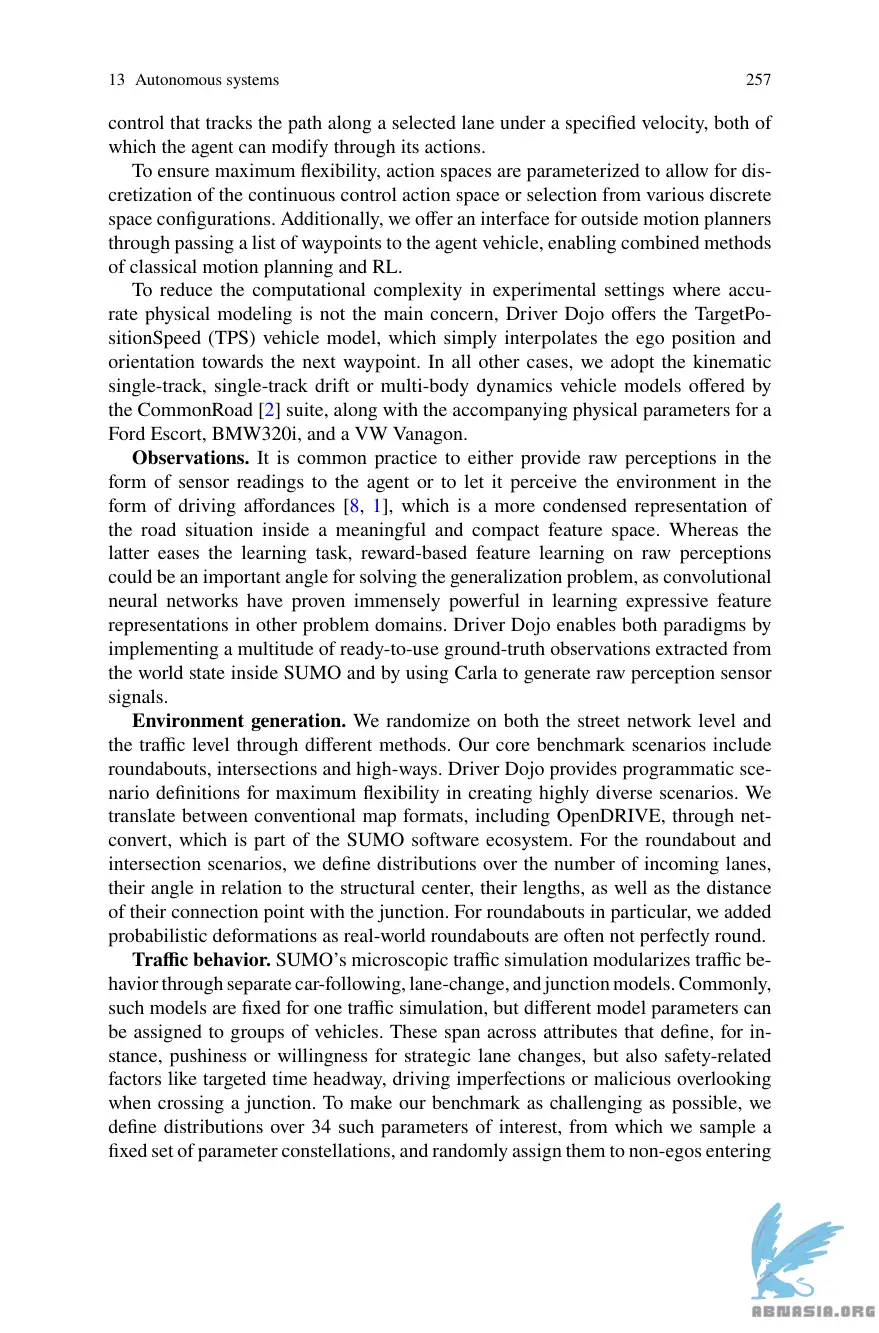 13 Autonomous systems 257
control that tracks the path along a selected lane under a specified velocity, both of
which the agent can modify through its actions.
To ensure maximum flexibility, action spaces are parameterized to allow for dis-
cretization of the continuous control action space or selection from various discrete
space configurations. Additionally, we offer an interface for outside motion planners
through passing a list of waypoints to the agent vehicle, enabling combined methods
of classical motion planning and RL.
To reduce the computational complexity in experimental settings where accu-
rate physical modeling is not the main concern, Driver Dojo offers the TargetPo-
sitionSpeed (TPS) vehicle model, which simply interpolates the ego position and
orientation towards the next waypoint. In all other cases, we adopt the kinematic
single-track, single-track drift or multi-body dynamics vehicle models offered by
the CommonRoad [2] suite, along with the accompanying physical parameters for a
Ford Escort, BMW320i, and a VW Vanagon.
Observations. It is common practice to either provide raw perceptions in the
form of sensor readings to the agent or to let it perceive the environment in the
form of driving affordances [8, 1], which is a more condensed representation of
the road situation inside a meaningful and compact feature space. Whereas the
latter eases the learning task, reward-based feature learning on raw perceptions
could be an important angle for solving the generalization problem, as convolutional
neural networks have proven immensely powerful in learning expressive feature
representations in other problem domains. Driver Dojo enables both paradigms by
implementing a multitude of ready-to-use ground-truth observations extracted from
the world state inside SUMO and by using Carla to generate raw perception sensor
signals.
Environment generation. We randomize on both the street network level and
the traffic level through different methods. Our core benchmark scenarios include
roundabouts, intersections and high-ways. Driver Dojo provides programmatic sce-
nario definitions for maximum flexibility in creating highly diverse scenarios. We
translate between conventional map formats, including OpenDRIVE, through net-
convert, which is part of the SUMO software ecosystem. For the roundabout and
intersection scenarios, we define distributions over the number of incoming lanes,
their angle in relation to the structural center, their lengths, as well as the distance
of their connection point with the junction. For roundabouts in particular, we added
probabilistic deformations as real-world roundabouts are often not perfectly round.
Traffic behavior. SUMO's microscopic traffic simulation modularizes traffic be-
havior through separate car-following, lane-change, and junction models. Commonly,
such models are fixed for one traffic simulation, but different model parameters can
be assigned to groups of vehicles. These span across attributes that define, for in-
stance, pushiness or willingness for strategic lane changes, but also safety-related
factors like targeted time headway, driving imperfections or malicious overlooking
when crossing a junction. To make our benchmark as challenging as possible, we
define distributions over 34 such parameters of interest, from which we sample a
fixed set of parameter constellations, and randomly assign them to non-egos entering
ABNASIA.ORG